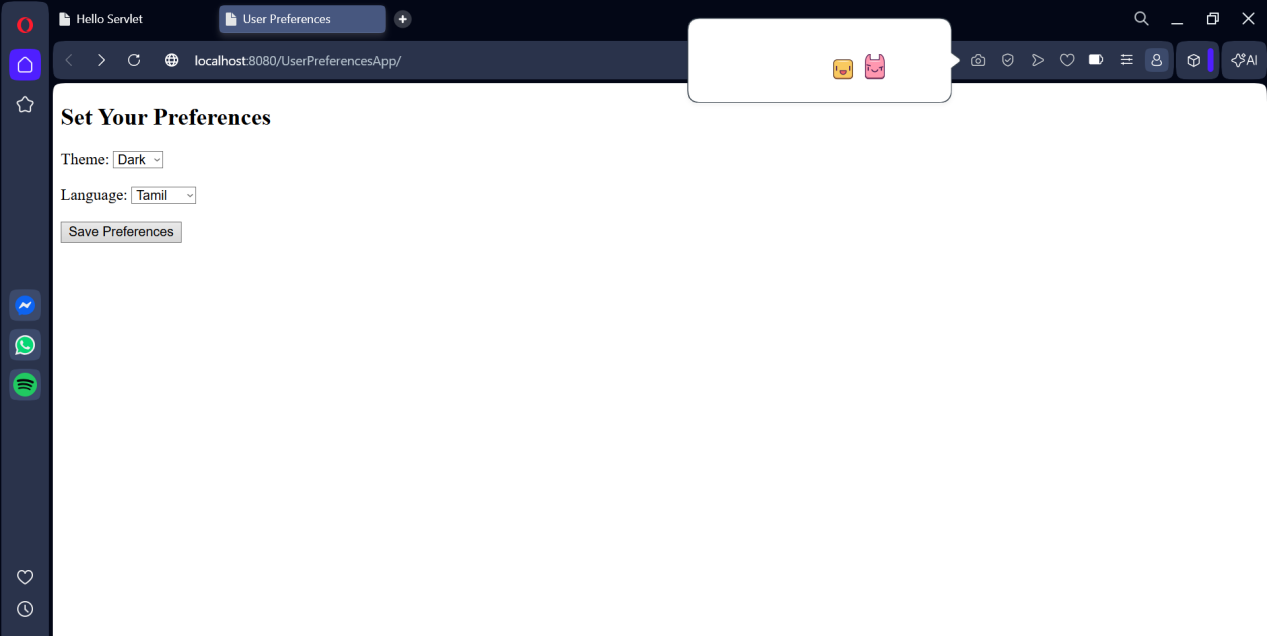 Hello Servlet
User Preferences
localhost:8080/UserPreferencesApp/
AI
Set Your Preferences
Theme: Dark
Language: Tamil
Save Preferences